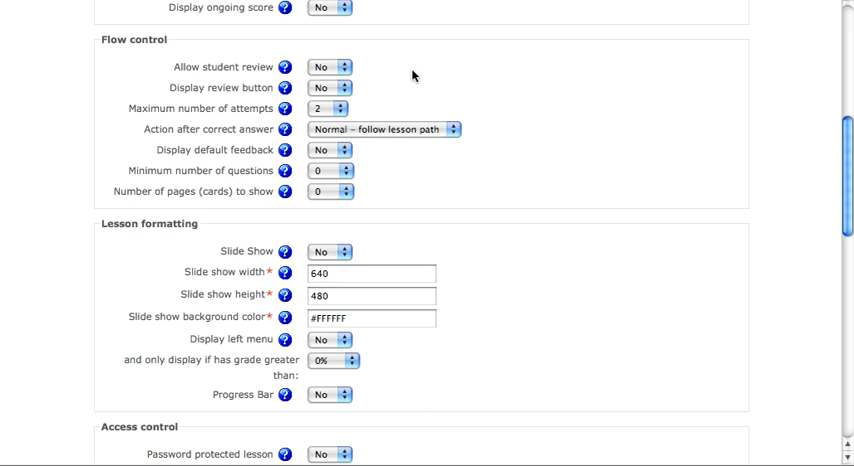 Display ongoing score ? No
Flow control
Allow student review ? No
Display review button ? No
Maximum number of attempts ? 2
Action after correct answer ? Normal – follow lesson path
Display default feedback ? No
Minimum number of questions ? 0
Number of pages (cards) to show ? 0
Lesson formatting
Slide Show ? No
Slide show width* ? 640
Slide show height* ? 480
Slide show background color* ? #FFFFFF
Display left menu ? No
and only display if has grade greater ? 0%
than:
Progress Bar ? No
Access control
Password protected lesson ? No